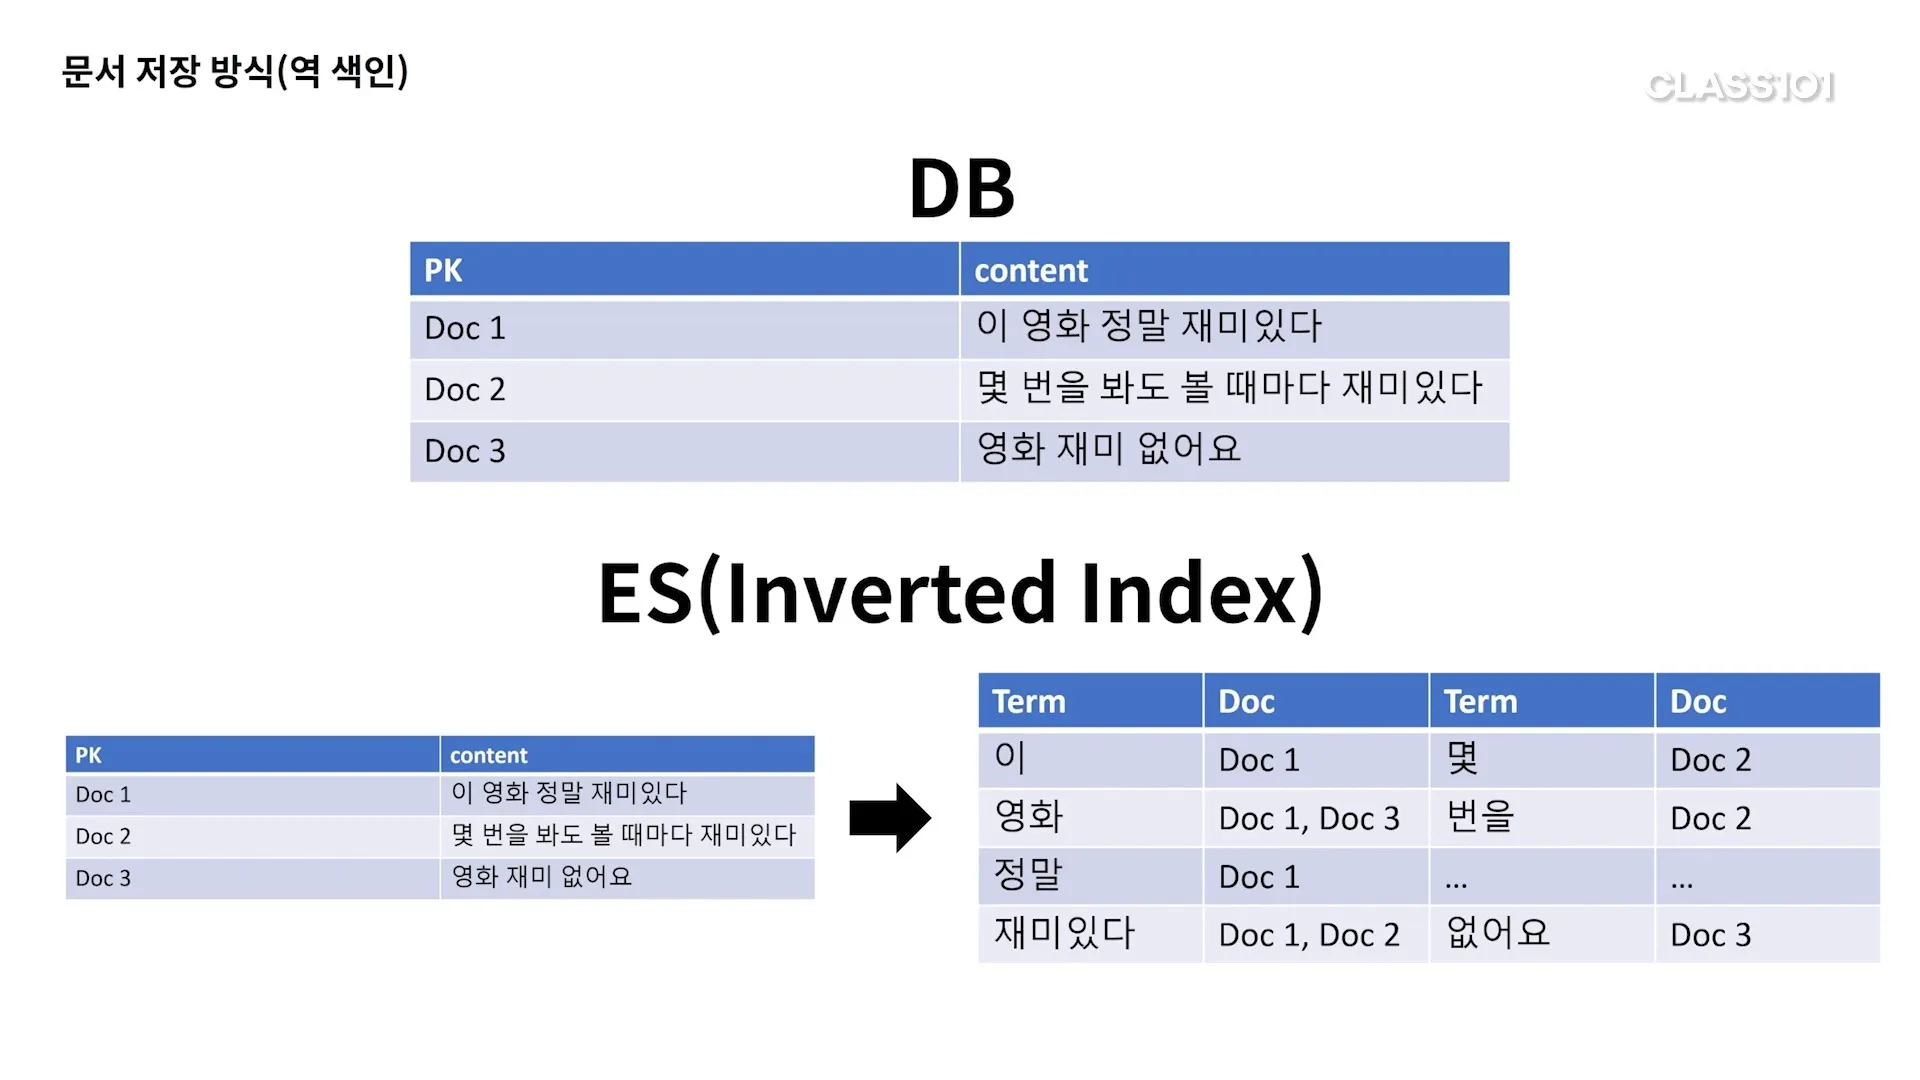 문서 저장 방식(역 색인)
CLASS101
DB
PK content
Doc 1 이 영화 정말 재미있다
Doc 2 몇 번을 봐도 볼 때마다 재미있다
Doc 3 영화 재미 없어요
ES(Inverted Index)
PK content
Doc 1 이 영화 정말 재미있다
Doc 2 몇 번을 봐도 볼 때마다 재미있다
Doc 3 영화 재미 없어요
Term Doc Term Doc
이 Doc 1 몇 Doc 2
영화 Doc 1, Doc 3 번을 Doc 2
정말 Doc 1 ... ...
재미있다 Doc 1, Doc 2 없어요 Doc 3